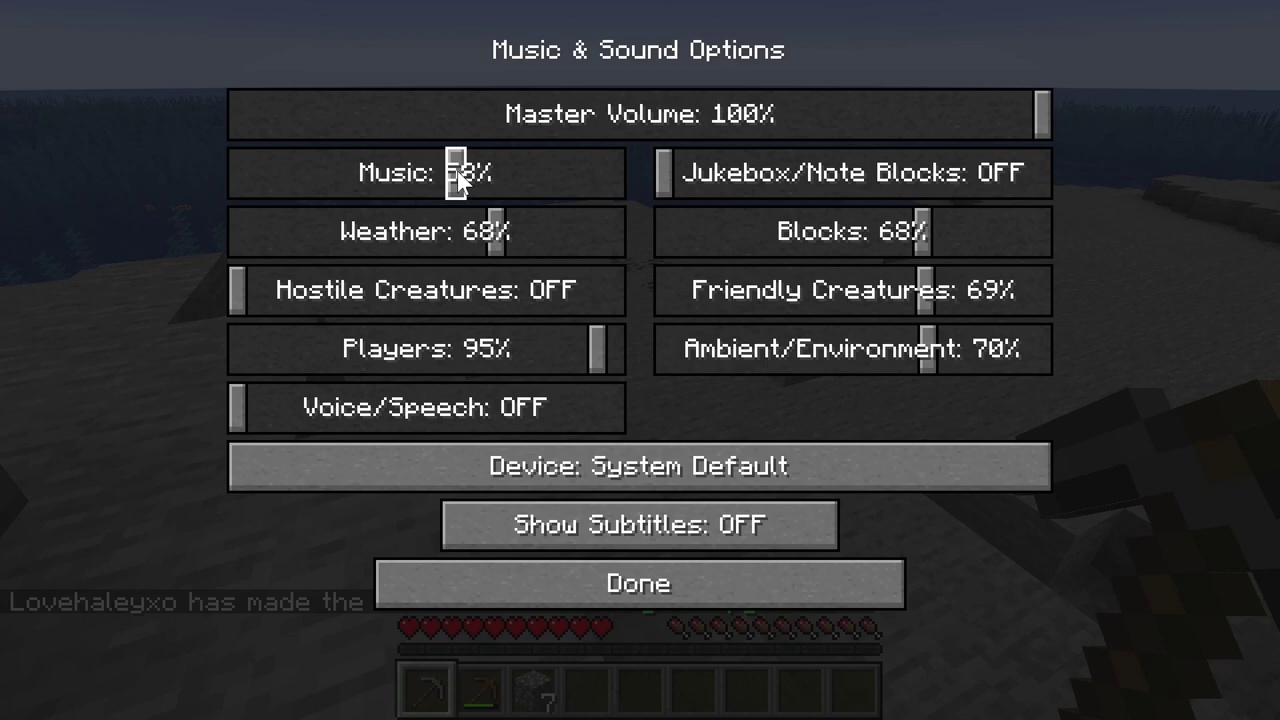 Music & Sound Options
Master Volume: 100%
Music: 58%
Jukebox/Note Blocks: OFF
Weather: 68%
Blocks: 68%
Hostile Creatures: OFF
Friendly Creatures: 69%
Players: 95%
Ambient/Environment: 70%
Voice/Speech: OFF
Device: System Default
Show Subtitles: OFF
Done
Lovehaleyxo has made the
7